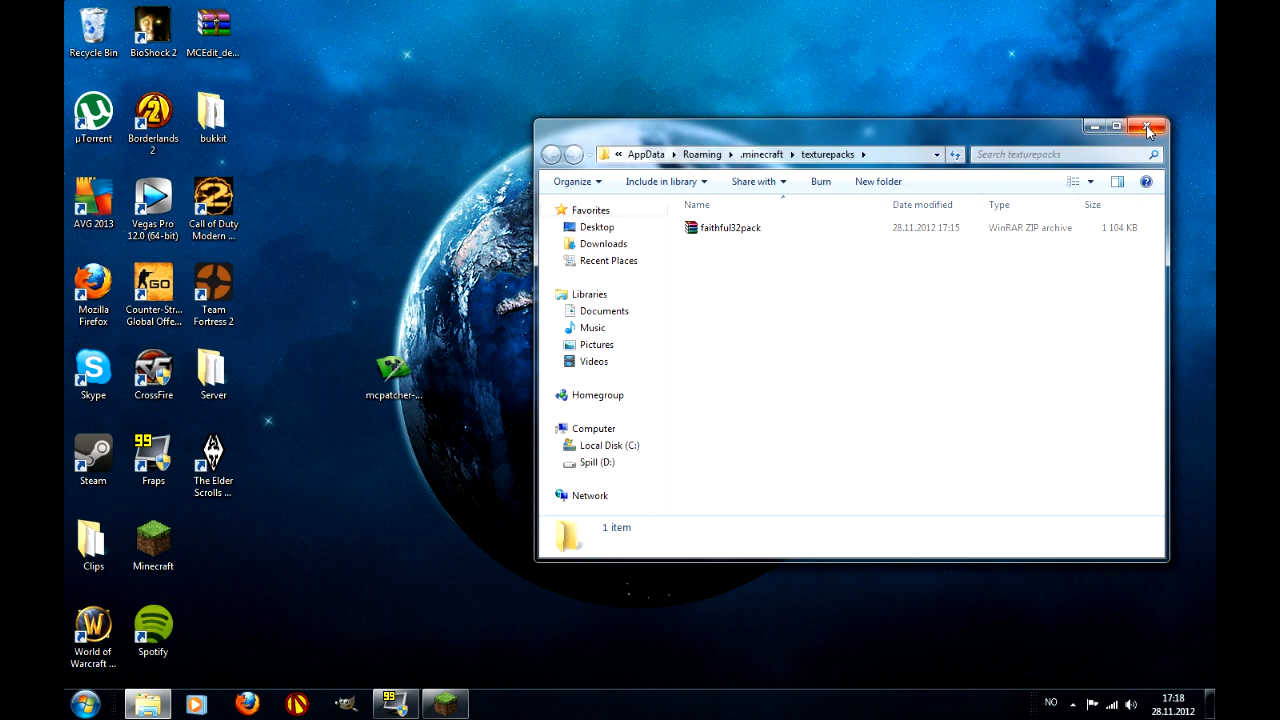 Recycle Bin
BioShock 2
MCEdit_de...
µTorrent
Borderlands
2
bukkit
AVG 2013
Vegas Pro
12.0 (64-bit)
Call of Duty
Modern ...
Mozilla
Firefox
Counter-Str...
Global Offe...
Team
Fortress 2
Skype
CrossFire
Server
Steam
99
Fraps
The Elder
Scrolls ...
Clips
Minecraft
World of
Warcraft ...
Spotify
mcpatcher-...
« AppData Roaming .minecraft texturepacks
Search texturepacks
Organize Include in library Share with Burn New folder
Name Date modified Type Size
faithful32pack 28.11.2012 17:15 WinRAR ZIP archive 1 104 KB
Favorites
Desktop
Downloads
Recent Places
Libraries
Documents
Music
Pictures
Videos
Homegroup
Computer
Local Disk (C:)
Spill (D:)
Network
1 item
99
NO
17:18
28.11.2012